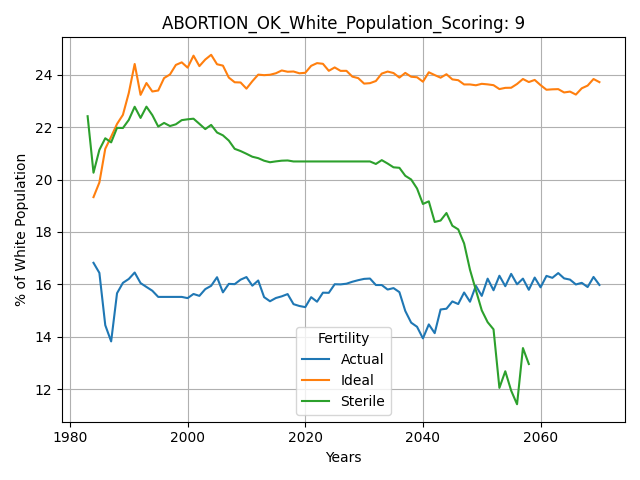 ABORTION_OK_White_Population_Scoring: 9
% of White Population
24
22
20
18
16
14
12
Fertility
Actual
Ideal
Sterile
1980
2000
2020
2040
2060
Years